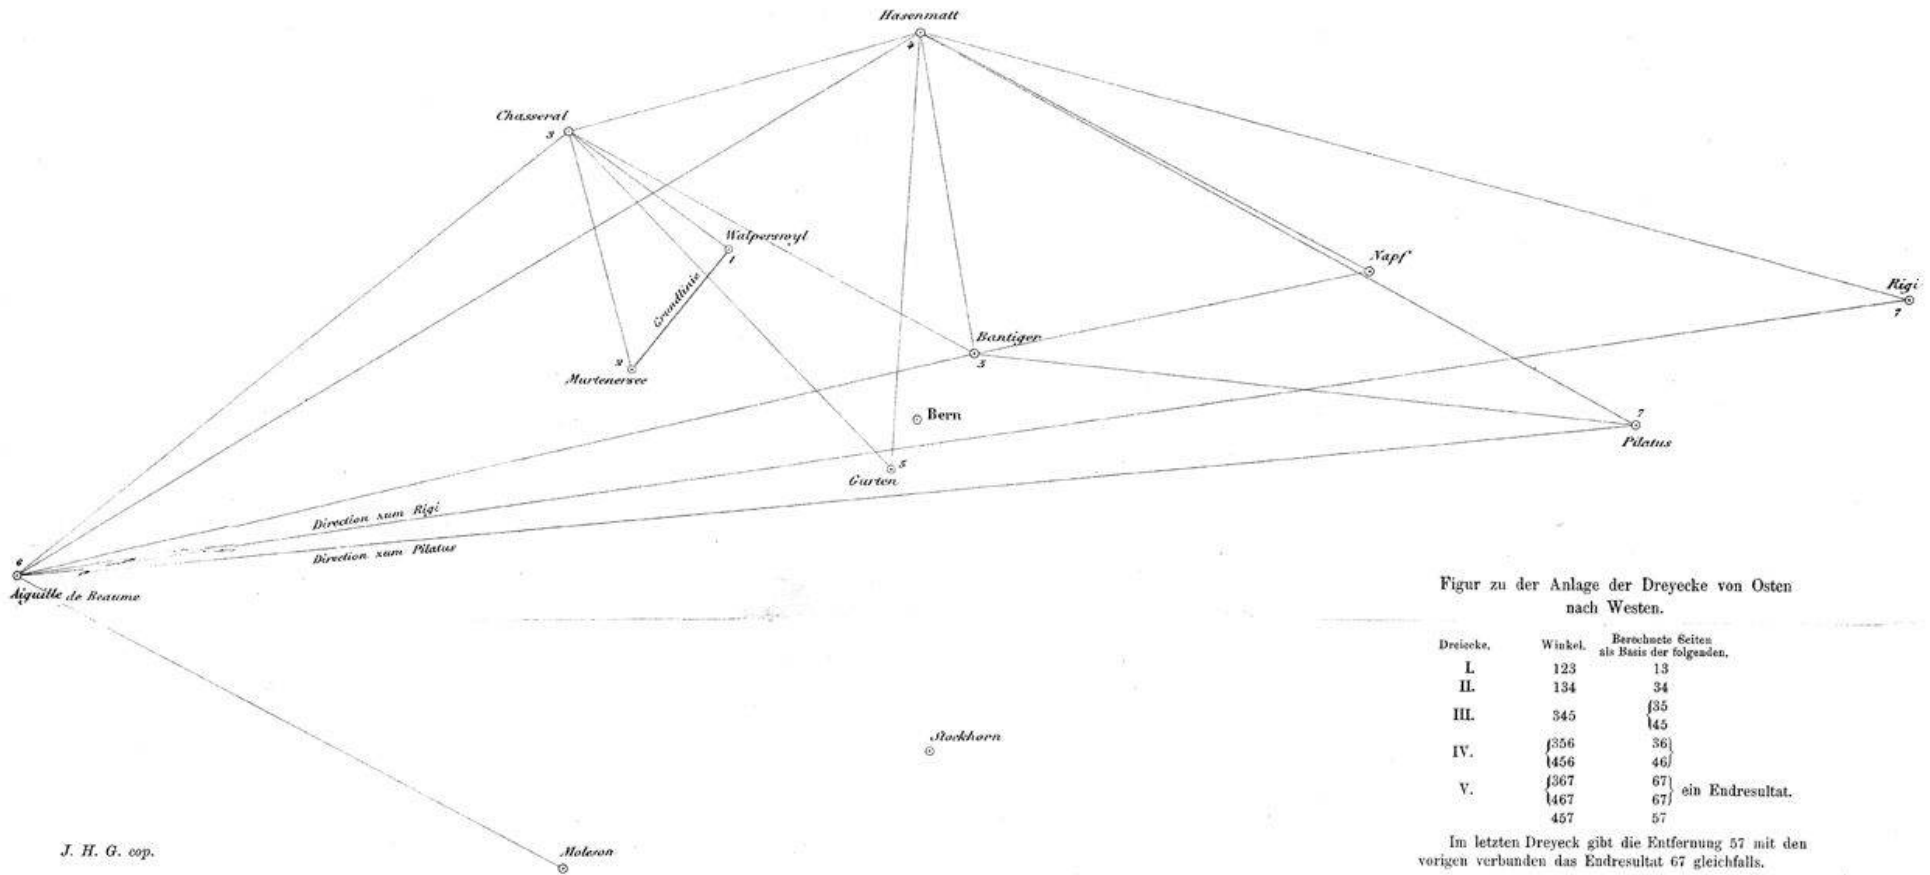 Hasenmatt
4
Chasseral
3
Walperswyl
1
Grundlinie
2
Murtenersee
Napf
Rigi
7
Bantiger
5
Bern
7
Pilatus
5
Gurten
Direction zum Rigi
Direction zum Pilatus
6
Aiguille de Beaume
Stockhorn
Moleson
J. H. G. cop.
Figur zu der Anlage der Dreyecke von Osten
nach Westen.
Dreiecke. Winkel. Berechnete Seiten
als Basis der folgenden.
I. 123 13
II. 134 34
III. 345 {35
{45
IV. {356 36}
{456 46}
V. {367 67}
{467 67} ein Endresultat.
457 57
Im letzten Dreyeck gibt die Entfernung 57 mit den
vorigen verbunden das Endresultat 67 gleichfalls.